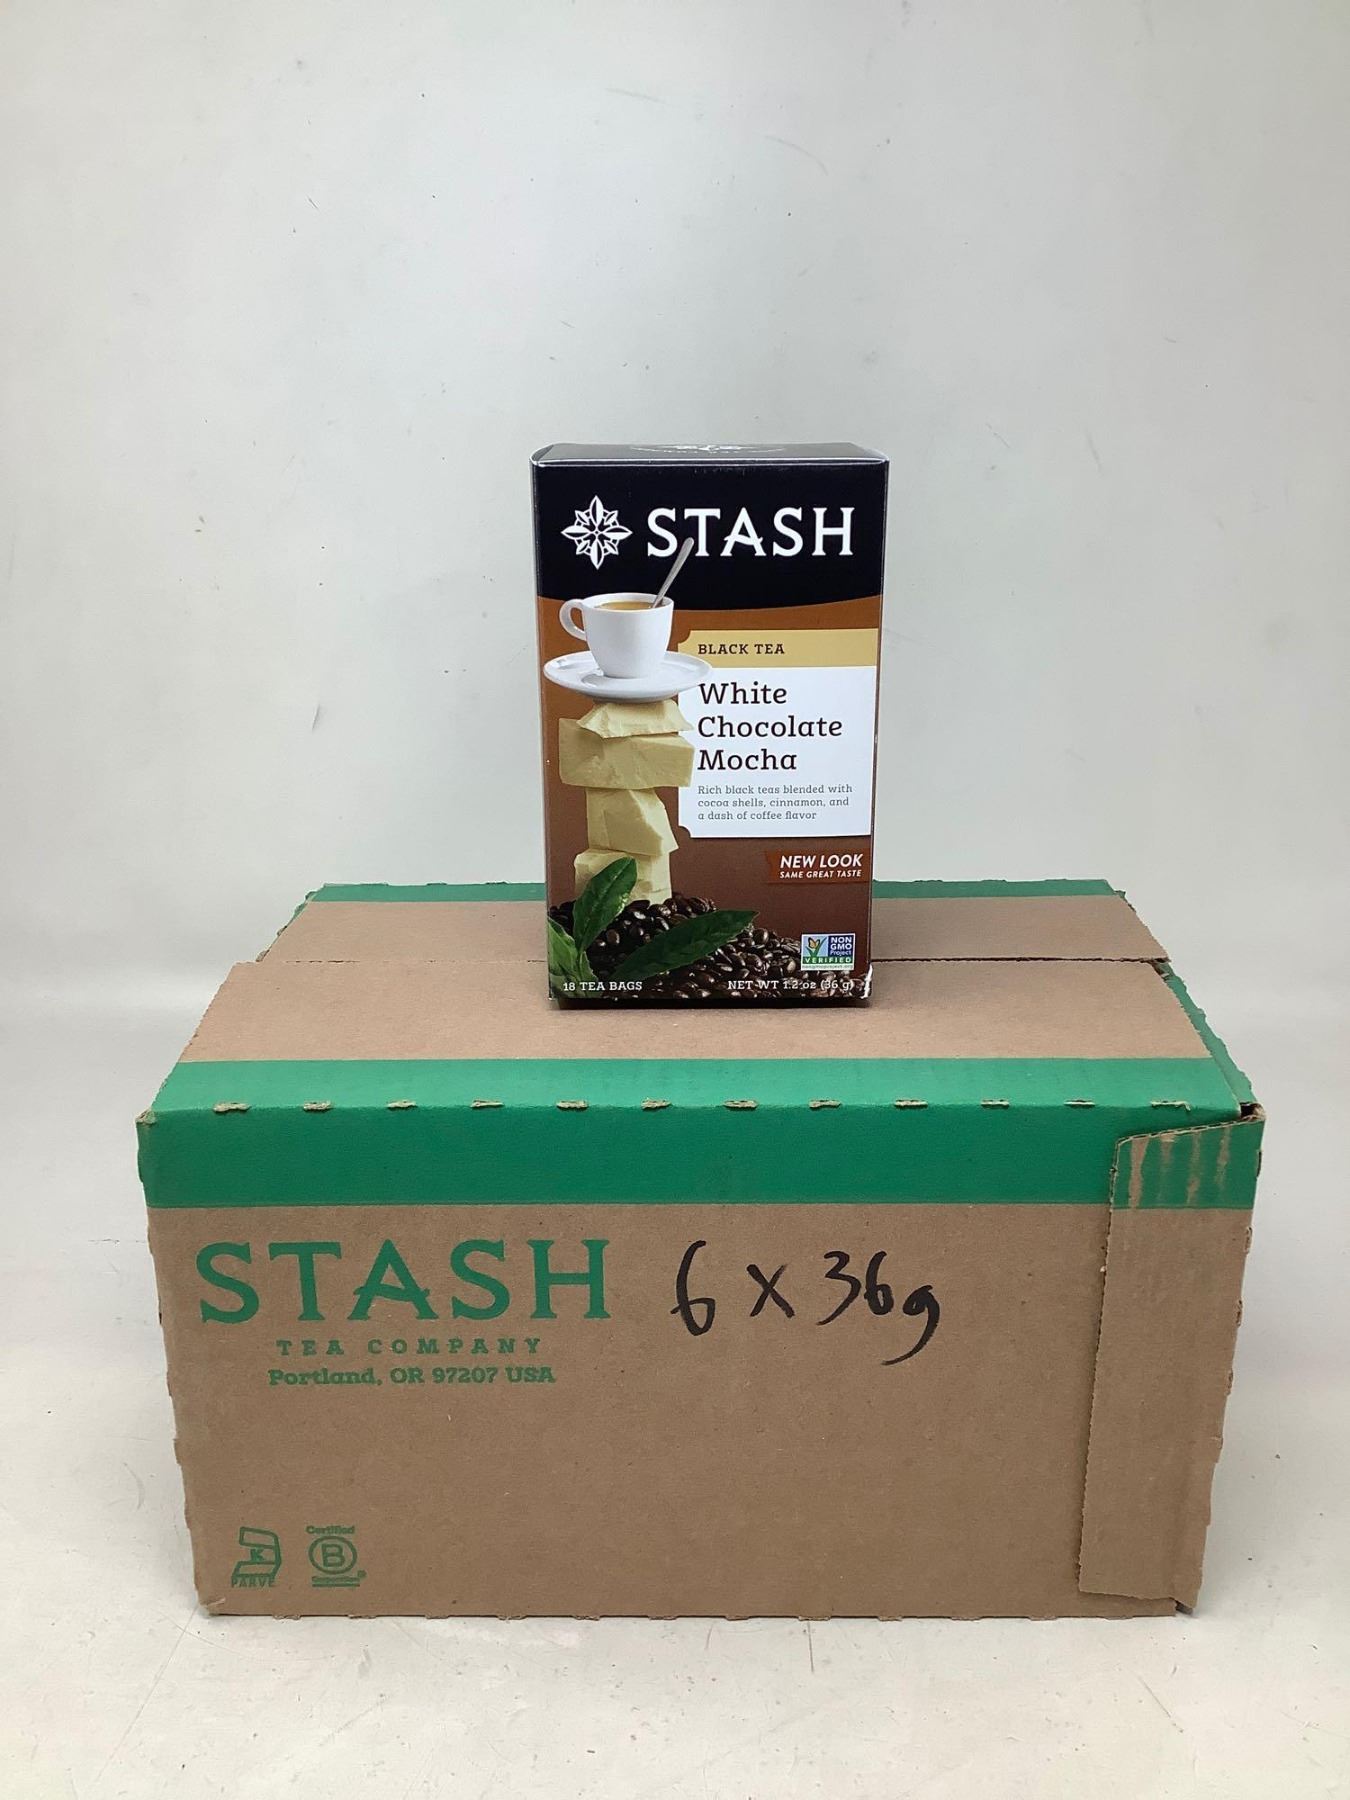 STASH
BLACK TEA
White
Chocolate
Mocha
Rich black teas blended with
cocoa shells, cinnamon, and
a dash of coffee flavor
NEW LOOK
SAME GREAT TASTE
NON
GMO
Project
VERIFIED
nongmoproject.org
18 TEA BAGS
NET WT 1.2 oz (36 g)
STASH
TEA COMPANY
Portland, OR 97207 USA
6 x 36g
K
PARVE
Certified
B